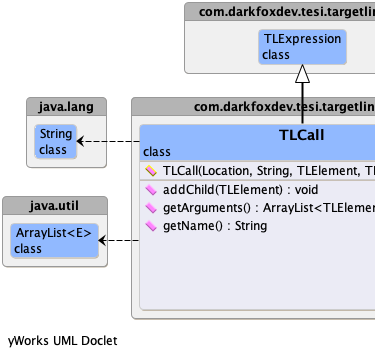 com.darkfoxdev.tesi.targetlin
TLExpression
class
java.lang
String
class
com.darkfoxdev.tesi.targetlin
TLCall
class
TLCall(Location, String, TLElement, TL
addChild(TLElement) : void
getArguments() : ArrayList<TLElemen
getName() : String
java.util
ArrayList<E>
class
yWorks UML Doclet